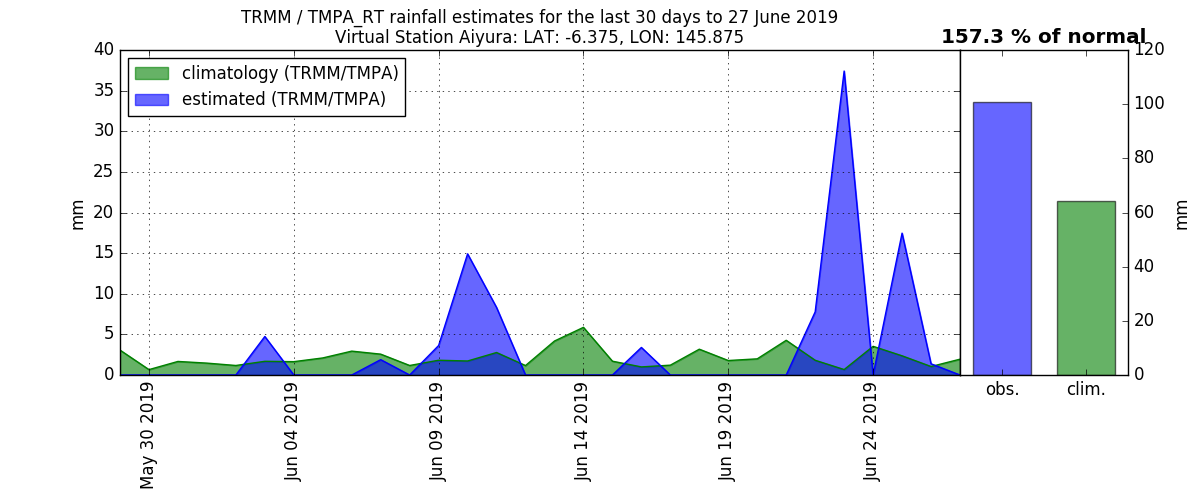 TRMM / TMPA_RT rainfall estimates for the last 30 days to 27 June 2019
Virtual Station Aiyura: LAT: -6.375, LON: 145.875
157.3 % of normal
climatology (TRMM/TMPA)
estimated (TRMM/TMPA)
40
35
30
25
20
15
10
5
0
mm
May 30 2019
Jun 04 2019
Jun 09 2019
Jun 14 2019
Jun 19 2019
Jun 24 2019
120
100
80
60
40
20
0
mm
obs.
clim.